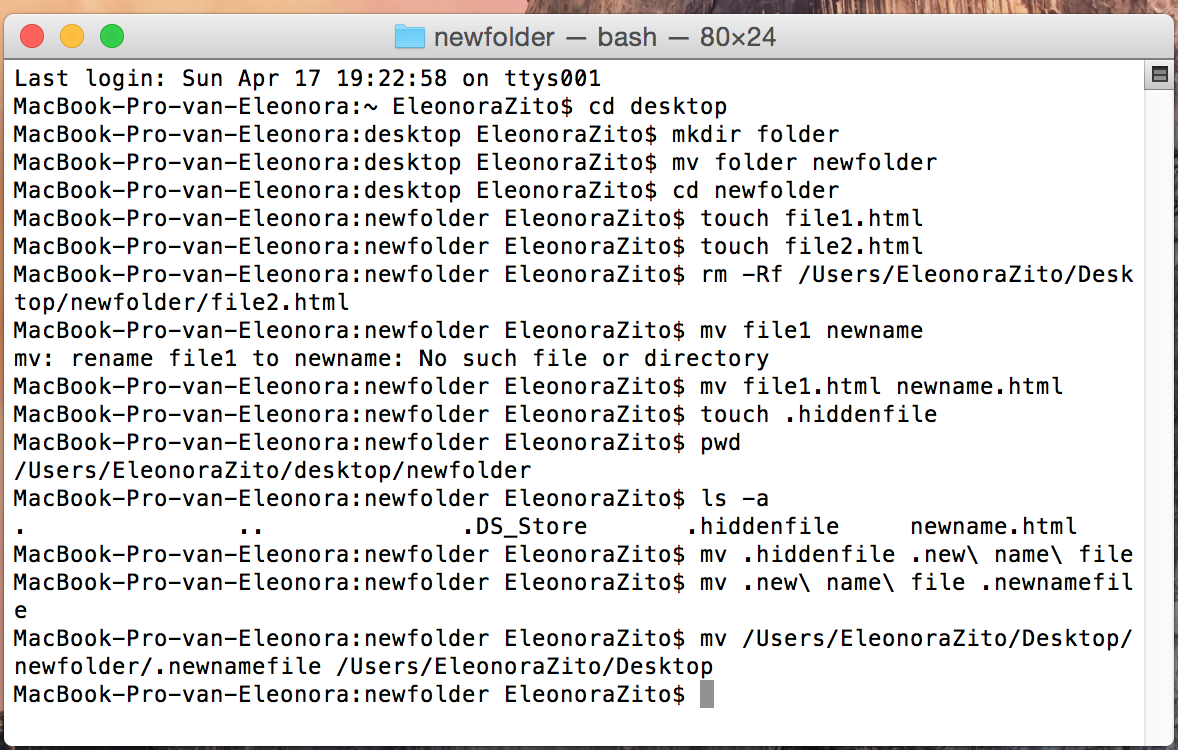 newfolder — bash — 80×24
Last login: Sun Apr 17 19:22:58 on ttys001
MacBook-Pro-van-Eleonora:~ EleonoraZito$ cd desktop
MacBook-Pro-van-Eleonora:desktop EleonoraZito$ mkdir folder
MacBook-Pro-van-Eleonora:desktop EleonoraZito$ mv folder newfolder
MacBook-Pro-van-Eleonora:desktop EleonoraZito$ cd newfolder
MacBook-Pro-van-Eleonora:newfolder EleonoraZito$ touch file1.html
MacBook-Pro-van-Eleonora:newfolder EleonoraZito$ touch file2.html
MacBook-Pro-van-Eleonora:newfolder EleonoraZito$ rm -Rf /Users/EleonoraZito/Desk
top/newfolder/file2.html
MacBook-Pro-van-Eleonora:newfolder EleonoraZito$ mv file1 newname
mv: rename file1 to newname: No such file or directory
MacBook-Pro-van-Eleonora:newfolder EleonoraZito$ mv file1.html newname.html
MacBook-Pro-van-Eleonora:newfolder EleonoraZito$ touch .hiddenfile
MacBook-Pro-van-Eleonora:newfolder EleonoraZito$ pwd
/Users/EleonoraZito/desktop/newfolder
MacBook-Pro-van-Eleonora:newfolder EleonoraZito$ ls -a
.               ..              .DS_Store       .hiddenfile     newname.html
MacBook-Pro-van-Eleonora:newfolder EleonoraZito$ mv .hiddenfile .new\ name\ file
MacBook-Pro-van-Eleonora:newfolder EleonoraZito$ mv .new\ name\ file .newnamefil
e
MacBook-Pro-van-Eleonora:newfolder EleonoraZito$ mv /Users/EleonoraZito/Desktop/
newfolder/.newnamefile /Users/EleonoraZito/Desktop
MacBook-Pro-van-Eleonora:newfolder EleonoraZito$